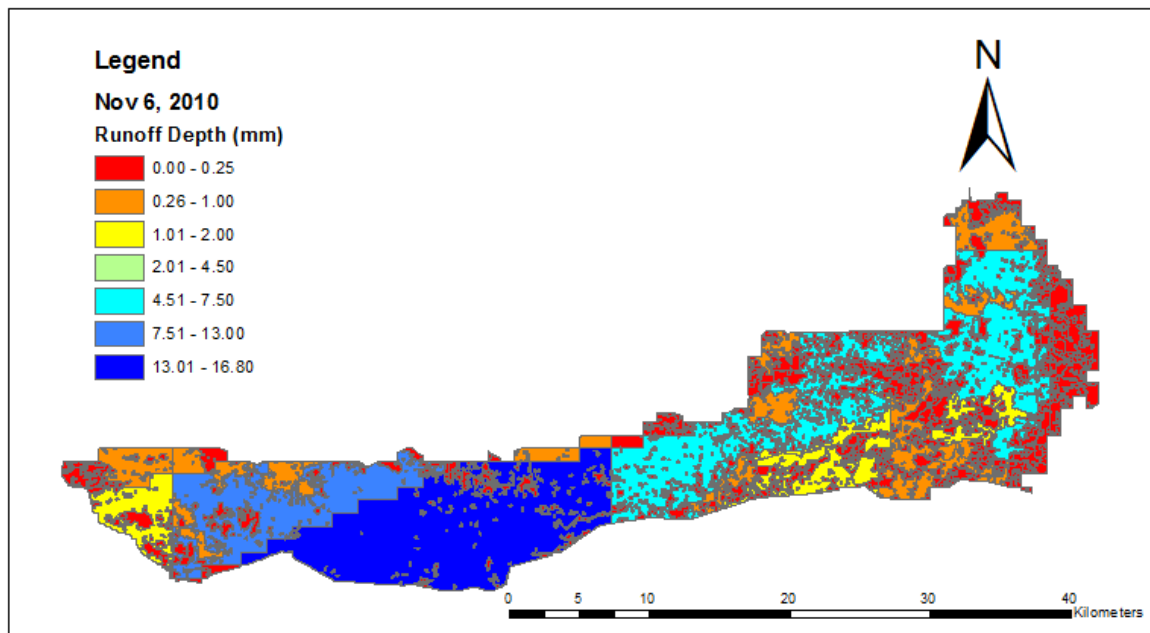 Legend
N
Nov 6, 2010
Runoff Depth (mm)
0.00 - 0.25
0.26 - 1.00
1.01 - 2.00
2.01 - 4.50
4.51 - 7.50
7.51 - 13.00
13.01 - 16.80
0 5 10 20 30 40
Kilometers